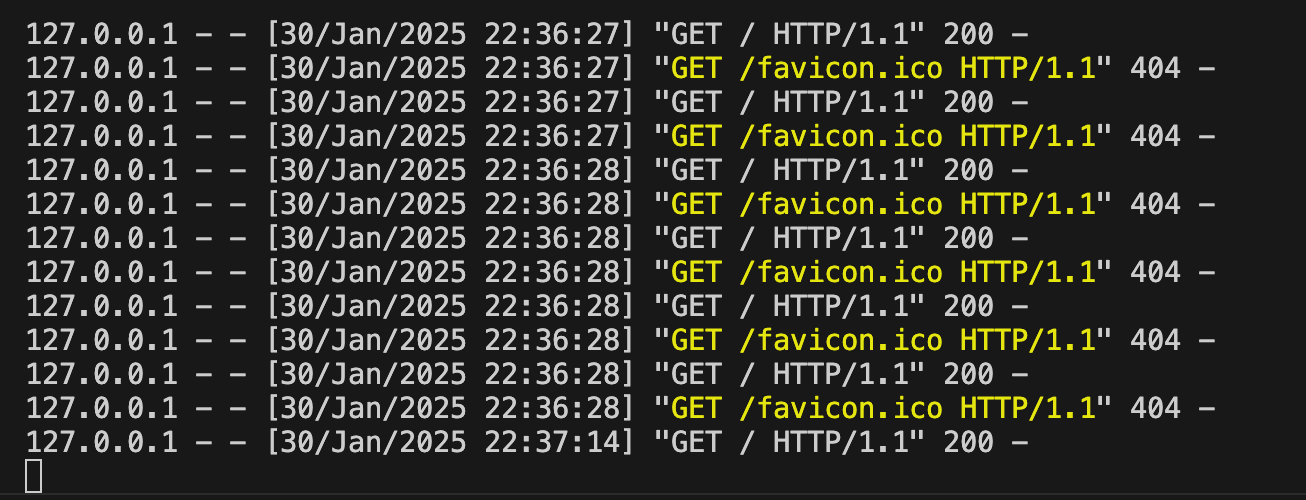 127.0.0.1 - - [30/Jan/2025 22:36:27] "GET / HTTP/1.1" 200 -
127.0.0.1 - - [30/Jan/2025 22:36:27] "GET /favicon.ico HTTP/1.1" 404 -
127.0.0.1 - - [30/Jan/2025 22:36:27] "GET / HTTP/1.1" 200 -
127.0.0.1 - - [30/Jan/2025 22:36:27] "GET /favicon.ico HTTP/1.1" 404 -
127.0.0.1 - - [30/Jan/2025 22:36:28] "GET / HTTP/1.1" 200 -
127.0.0.1 - - [30/Jan/2025 22:36:28] "GET /favicon.ico HTTP/1.1" 404 -
127.0.0.1 - - [30/Jan/2025 22:36:28] "GET / HTTP/1.1" 200 -
127.0.0.1 - - [30/Jan/2025 22:36:28] "GET /favicon.ico HTTP/1.1" 404 -
127.0.0.1 - - [30/Jan/2025 22:36:28] "GET / HTTP/1.1" 200 -
127.0.0.1 - - [30/Jan/2025 22:36:28] "GET /favicon.ico HTTP/1.1" 404 -
127.0.0.1 - - [30/Jan/2025 22:36:28] "GET / HTTP/1.1" 200 -
127.0.0.1 - - [30/Jan/2025 22:36:28] "GET /favicon.ico HTTP/1.1" 404 -
127.0.0.1 - - [30/Jan/2025 22:37:14] "GET / HTTP/1.1" 200 -